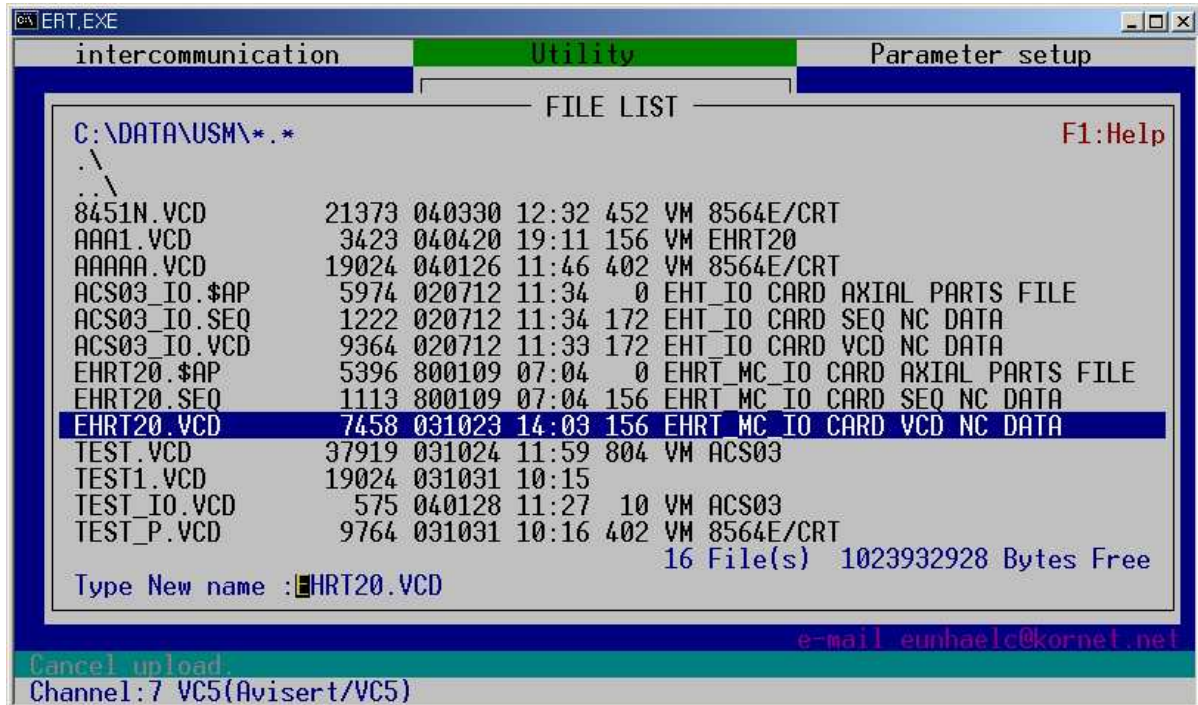 ERT.EXE
intercommunication Utility Parameter setup
FILE LIST
C:\DATA\USM\*.* F1:Help
.\
..\
8451N.VCD 21373 040330 12:32 452 VM 8564E/CRT
AAA1.VCD 3423 040420 19:11 156 VM EHRT20
AAAAA.VCD 19024 040126 11:46 402 VM 8564E/CRT
ACS03_IO.$AP 5974 020712 11:34 0 EHT_IO CARD AXIAL PARTS FILE
ACS03_IO.SEQ 1222 020712 11:34 172 EHT_IO CARD SEQ NC DATA
ACS03_IO.VCD 9364 020712 11:33 172 EHT_IO CARD VCD NC DATA
EHRT20.$AP 5396 800109 07:04 0 EHRT_MC_IO CARD AXIAL PARTS FILE
EHRT20.SEQ 1113 800109 07:04 156 EHRT_MC_IO CARD SEQ NC DATA
EHRT20.VCD 7458 031023 14:03 156 EHRT_MC_IO CARD VCD NC DATA
TEST.VCD 37919 031024 11:59 804 VM ACS03
TEST1.VCD 19024 031031 10:15
TEST_IO.VCD 575 040128 11:27 10 VM ACS03
TEST_P.VCD 9764 031031 10:16 402 VM 8564E/CRT
16 File(s) 1023932928 Bytes Free
Type New name :EHRT20.VCD
e-mail eunhaelc@kornet.net
Cancel upload.
Channel:7 VC5(Avisert/VC5)